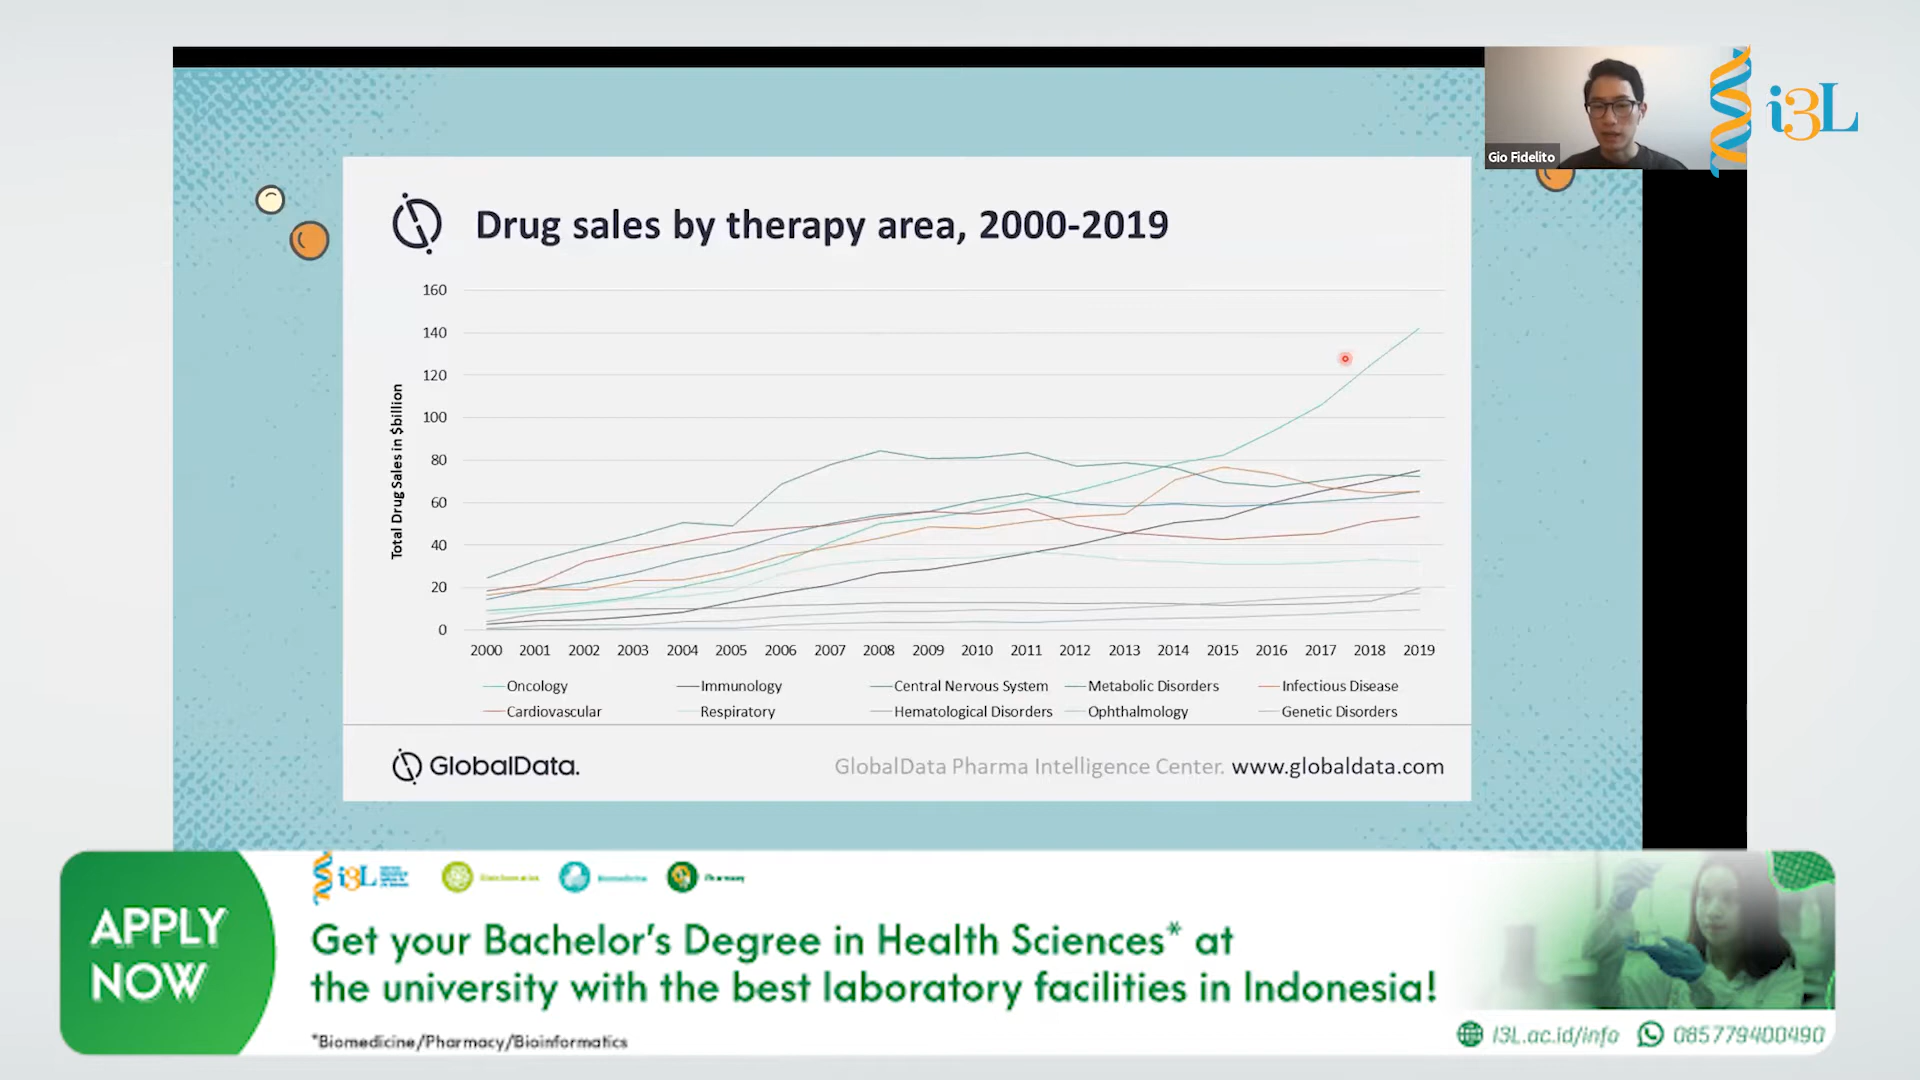 i3L
Gio Fidelito
Drug sales by therapy area, 2000-2019
Total Drug Sales in $billion
160
140
120
100
80
60
40
20
0
2000 2001 2002 2003 2004 2005 2006 2007 2008 2009 2010 2011 2012 2013 2014 2015 2016 2017 2018 2019
Oncology Immunology Central Nervous System Metabolic Disorders Infectious Disease
Cardiovascular Respiratory Hematological Disorders Ophthalmology Genetic Disorders
GlobalData. GlobalData Pharma Intelligence Center. www.globaldata.com
APPLY
NOW
i3L Biomedicine Pharmacy
Get your Bachelor's Degree in Health Sciences* at
the university with the best laboratory facilities in Indonesia!
*Biomedicine/Pharmacy/Bioinformatics
i3L.ac.id/info 085779400490